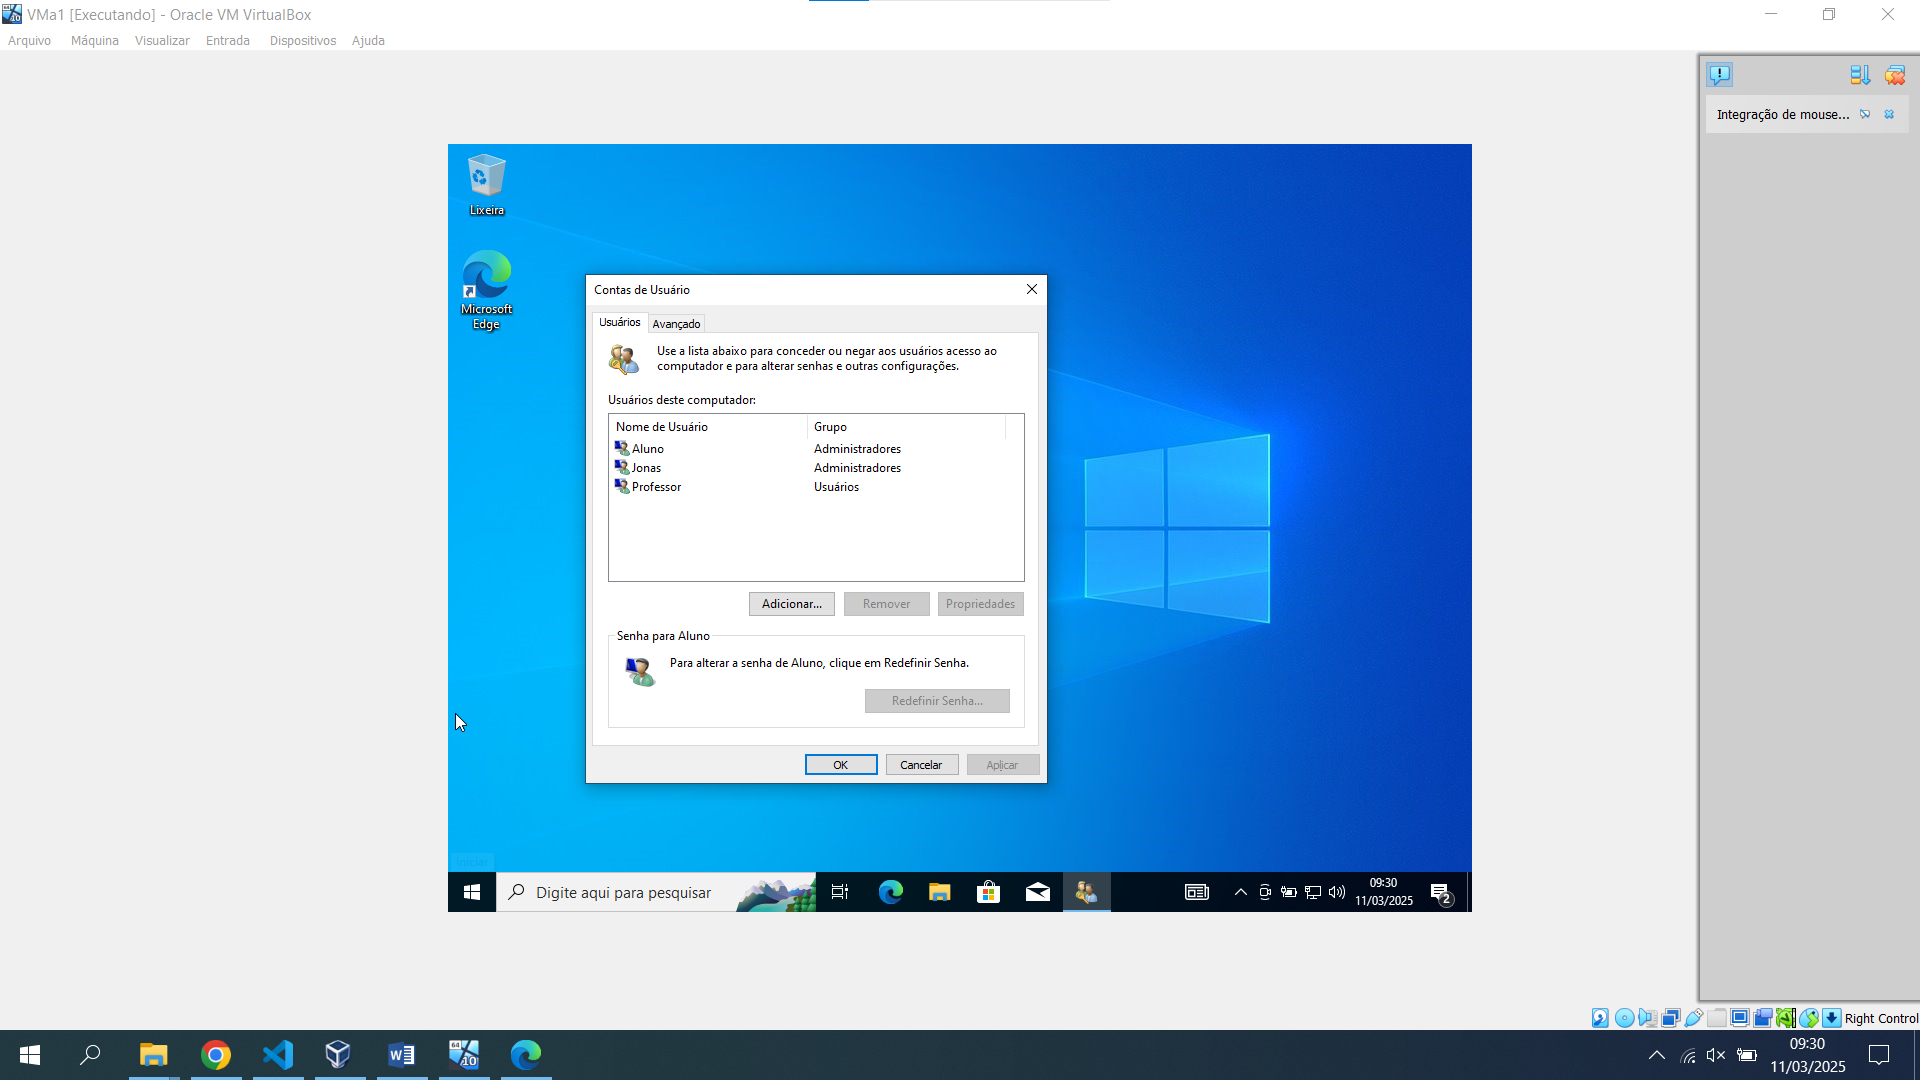 VMa1 [Executando] - Oracle VM VirtualBox
Arquivo Máquina Visualizar Entrada Dispositivos Ajuda
Integração de mouse...
Lixeira
Microsoft
Edge
Contas de Usuário
Usuários Avançado
Use a lista abaixo para conceder ou negar aos usuários acesso ao
computador e para alterar senhas e outras configurações.
Usuários deste computador:
Nome de Usuário Grupo
Aluno Administradores
Jonas Administradores
Professor Usuários
Adicionar... Remover Propriedades
Senha para Aluno
Para alterar a senha de Aluno, clique em Redefinir Senha.
Redefinir Senha...
OK Cancelar Aplicar
Iniciar
Digite aqui para pesquisar
09:30
11/03/2025
2
Right Control
64
10
09:30
11/03/2025